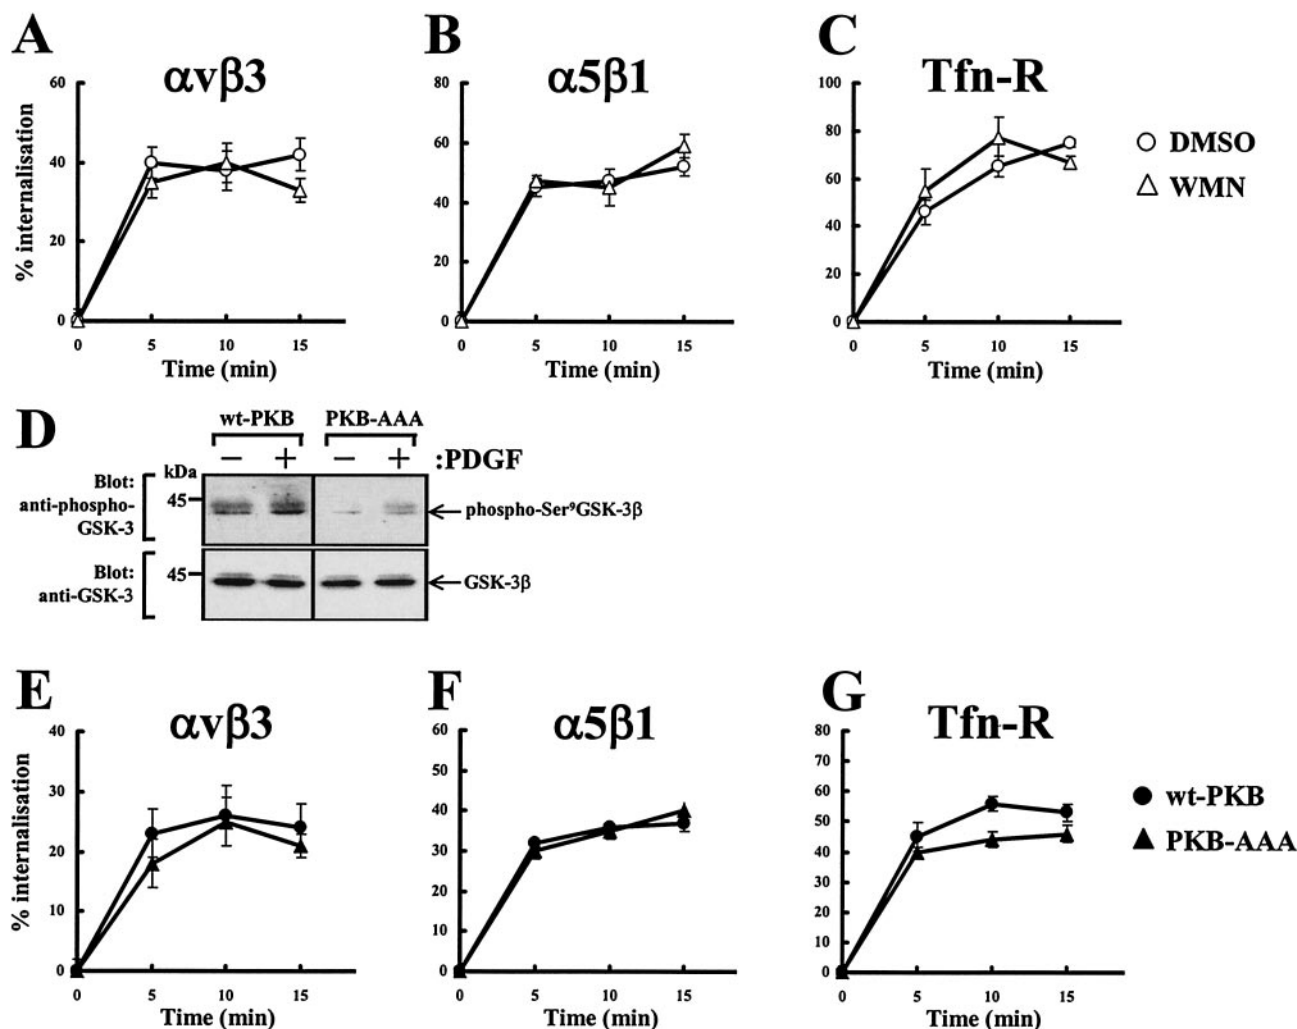 A
αvβ3
% internalisation
60
40
20
0
0 5 10 15
Time (min)
B
α5β1
80
60
40
20
0
0 5 10 15
Time (min)
C
Tfn-R
100
80
60
40
20
0
0 5 10 15
Time (min)
DMSO
WMN
D
wt-PKB PKB-AAA
− + − + :PDGF
Blot:
anti-phospho-
GSK-3
kDa
45
phospho-Ser⁹GSK-3β
Blot:
anti-GSK-3
45
GSK-3β
E
αvβ3
% internalisation
40
30
20
10
0
0 5 10 15
Time (min)
F
α5β1
60
50
40
30
20
10
0
0 5 10 15
Time (min)
G
Tfn-R
80
70
60
50
40
30
20
10
0
0 5 10 15
Time (min)
wt-PKB
PKB-AAA